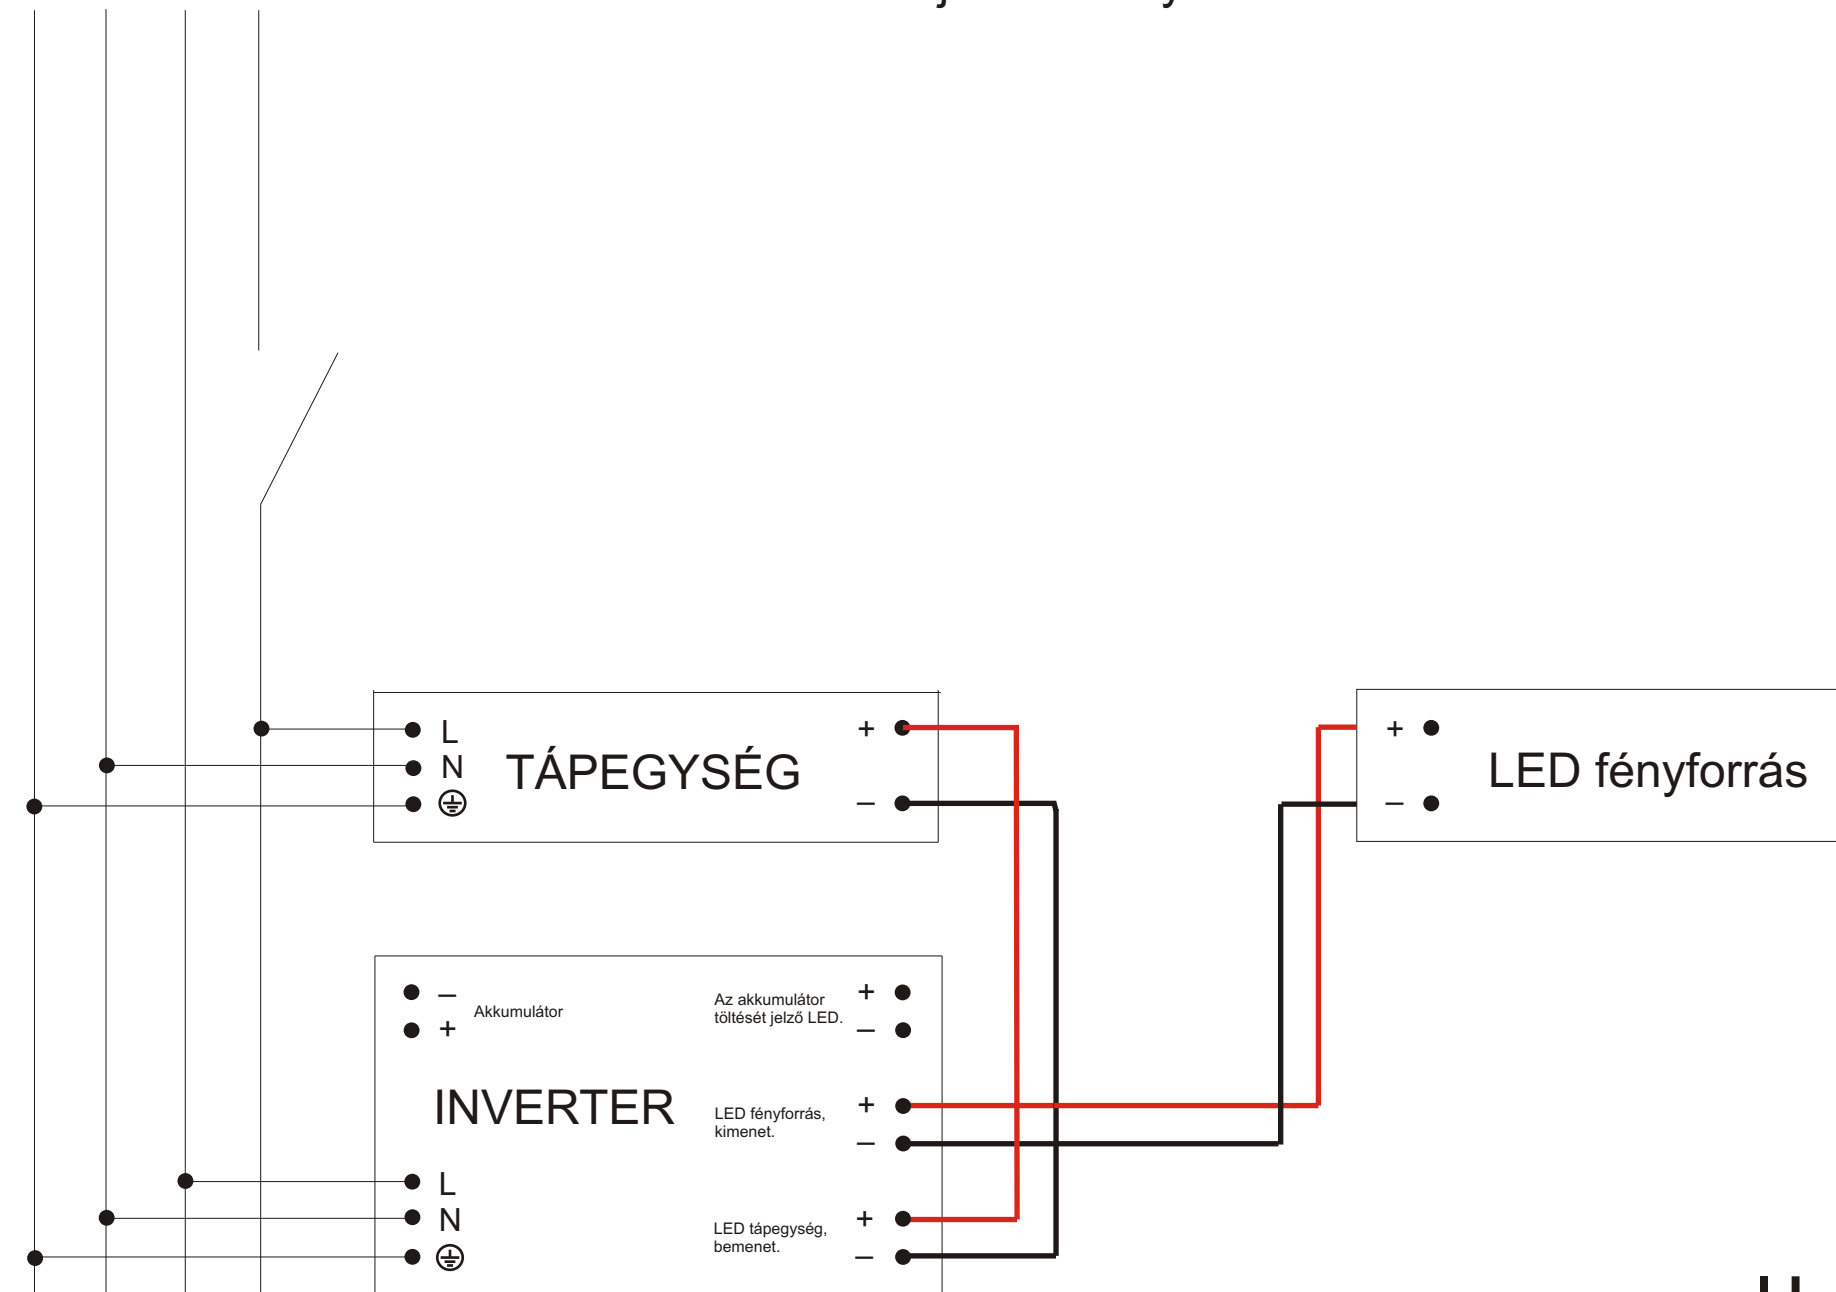 L
N
TÁPEGYSÉG
+
–
+
–
LED fényforrás
–
+
Akkumulátor
Az akkumulátor
töltését jelző LED.
+
–
INVERTER
LED fényforrás,
kimenet.
+
–
L
N
LED tápegység,
bemenet.
+
–